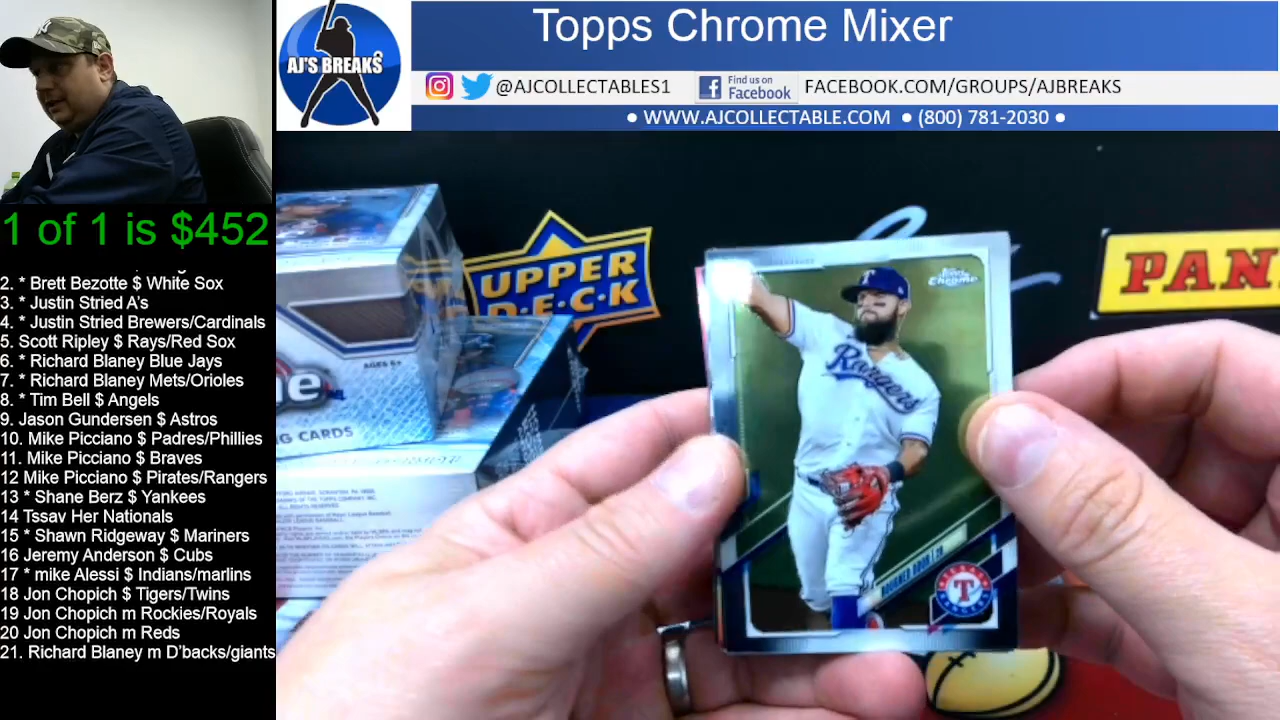 Topps Chrome Mixer
AJ'S BREAKS
@AJCOLLECTABLES1
Find us on
Facebook
FACEBOOK.COM/GROUPS/AJBREAKS
• WWW.AJCOLLECTABLE.COM • (800) 781-2030 •
1 of 1 is $452
2. * Brett Bezotte $ White Sox
3. * Justin Stried A's
4. * Justin Stried Brewers/Cardinals
5. Scott Ripley $ Rays/Red Sox
6. * Richard Blaney Blue Jays
7. * Richard Blaney Mets/Orioles
8. * Tim Bell $ Angels
9. Jason Gundersen $ Astros
10. Mike Picciano $ Padres/Phillies
11. Mike Picciano $ Braves
12 Mike Picciano $ Pirates/Rangers
13 * Shane Berz $ Yankees
14 Tssav Her Nationals
15 * Shawn Ridgeway $ Mariners
16 Jeremy Anderson $ Cubs
17 * mike Alessi $ Indians/marlins
18 Jon Chopich $ Tigers/Twins
19 Jon Chopich m Rockies/Royals
20 Jon Chopich m Reds
21. Richard Blaney m D'backs/giants
UPPER
D·E·C·K
PAN
AGES 6+
G CARDS
Topps
Chrome
T
Rangers
T